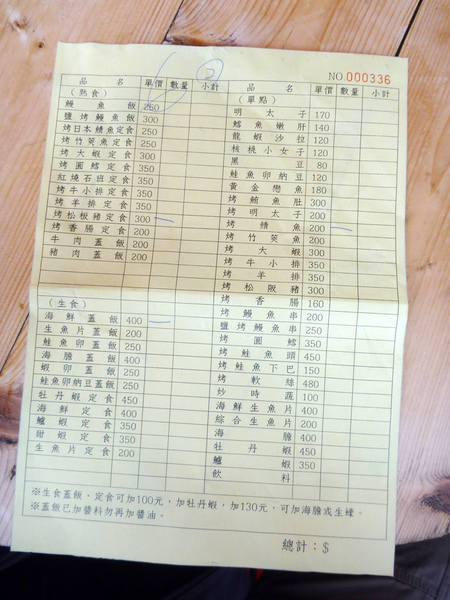 NO.000336
品名 單價 數量 小計
(熱食)
鰻魚飯 250
鹽烤鰻魚飯 300
烤日本鯖魚定食 250
烤竹筴魚定食 250
烤大蝦定食 300
烤圓鱈定食 350
紅燒石班定食 350
烤牛小排定食 350
烤羊排定食 350
烤松板豬定食 300
烤香腸定食 200
牛肉蓋飯 200
豬肉蓋飯 200
(生食)
海鮮蓋飯 400
生魚片蓋飯 200
鮭魚卵蓋飯 250
海膽蓋飯 400
蝦卵蓋飯 250
鮭魚卵納豆蓋飯 250
牡丹蝦定食 450
海鮮定食 400
鱸蝦定食 350
甜蝦定食 350
生魚片定食 200
品名 單價 數量 小計
(單點)
明太子 170
鱈魚嫩肝 140
龍蝦沙拉 120
核桃小女子 120
黑豆 80
鮭魚卵納豆 120
黃金戀魚 180
烤鮪魚肚 300
烤明太子 200
烤鯖魚 200
烤竹筴魚 200
烤大蝦 300
烤牛小排 350
烤羊排 350
烤松阪豬 300
烤香腸 160
烤鰻魚串 200
鹽烤鰻魚串 250
烤圓鱈 350
烤鮭魚頭 450
烤鮭魚下巴 150
烤軟絲 480
炒時蔬 100
海鮮生魚片 400
綜合生魚片 200
海膽 400
牡丹蝦 450
鱸蝦 350
飲料
※生食蓋飯、定食可加100元,加牡丹蝦,加130元,可加海膽或生蠔。
※蓋飯已加醬料勿再加醬油。
總計:$